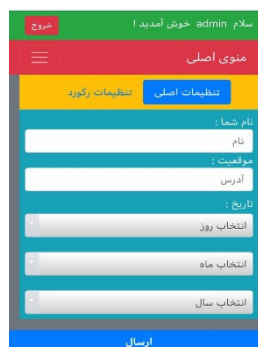 سلام admin خوش آمدید !
خروج
منوی اصلی
تنظیمات اصلی
تنظیمات رکورد
نام شما :
نام
موقعیت :
آدرس
تاریخ :
انتخاب روز
انتخاب ماه
انتخاب سال
ارسال